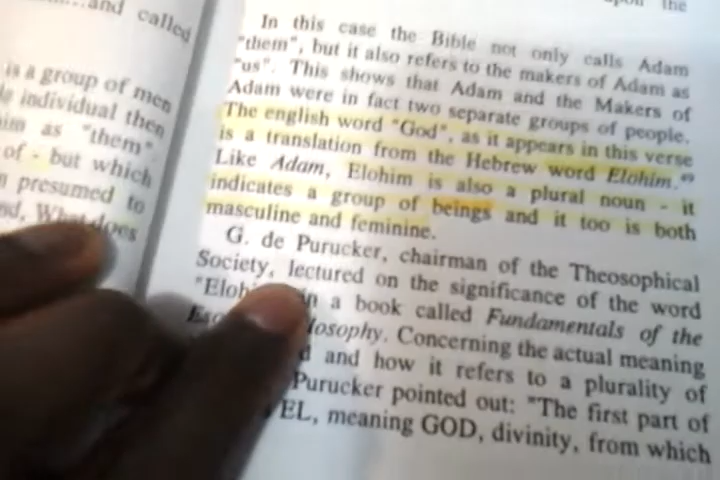 and called
is a group of men
individual then
as "them".
of - but which
presumed to
does
the
In this case the Bible not only calls Adam
"them", but it also refers to the makers of Adam as
"us". This shows that Adam and the Makers of
Adam were in fact two separate groups of people.
The english word "God", as it appears in this verse
is a translation from the Hebrew word Elohim."
Like Adam, Elohim is also a plural noun - it
indicates a group of beings and it too is both
masculine and feminine.
G. de Purucker, chairman of the Theosophical
Society, lectured on the significance of the word
in a book called Fundamentals of the
Concerning the actual meaning
and how it refers to a plurality of
Purucker pointed out: "The first part of
EL, meaning GOD, divinity, from which